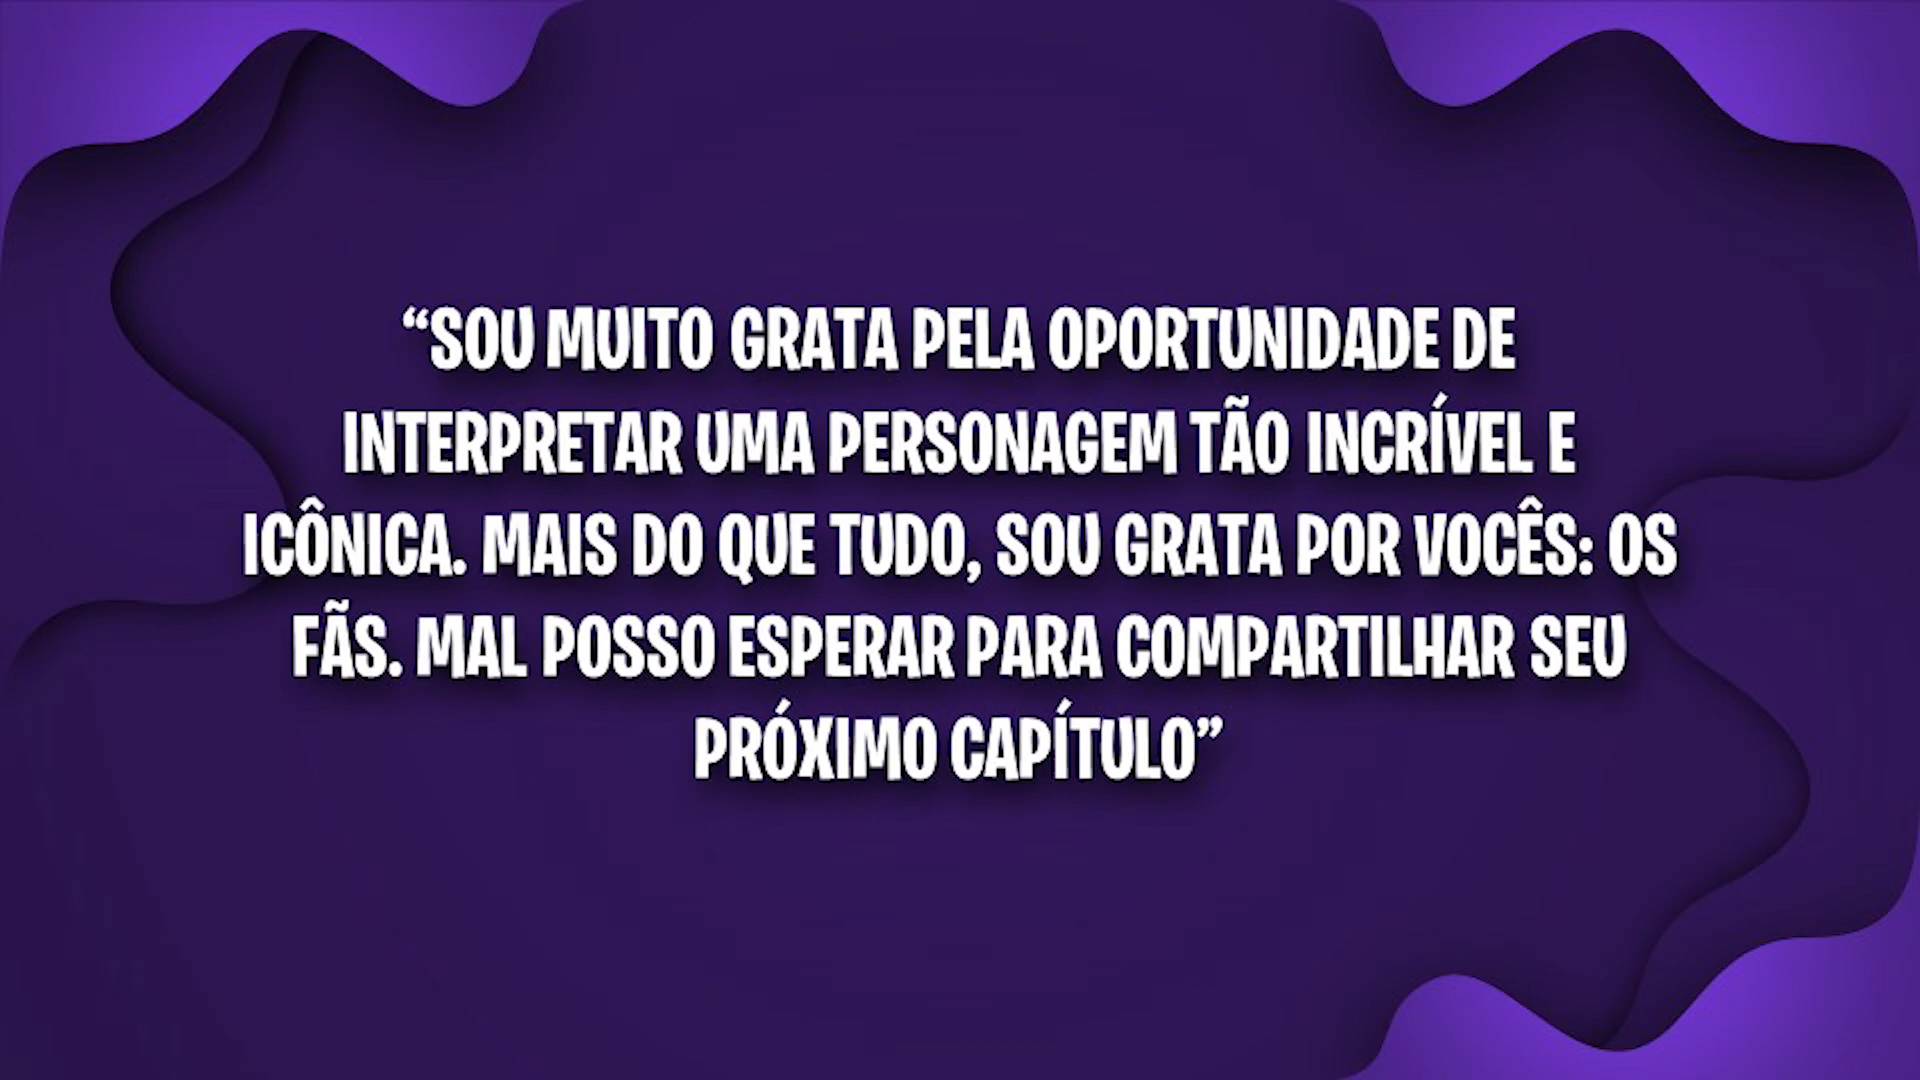 “SOU MUITO GRATA PELA OPORTUNIDADE DE
INTERPRETAR UMA PERSONAGEM TÃO INCRÍVEL E
ICÔNICA. MAIS DO QUE TUDO, SOU GRATA POR VOCÊS: OS
FÃS. MAL POSSO ESPERAR PARA COMPARTILHAR SEU
PRÓXIMO CAPÍTULO”